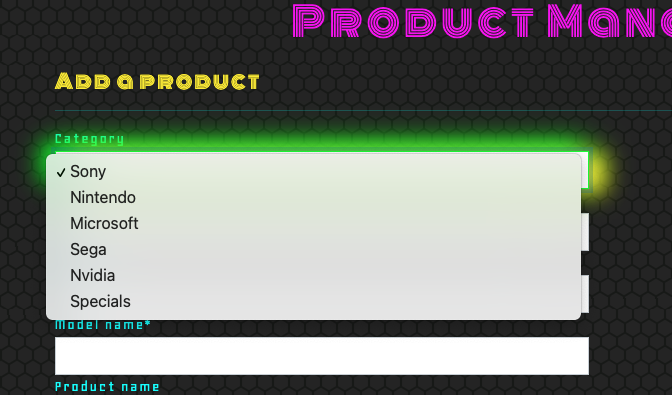 Product Mana
Add a product
Category
✓ Sony
Nintendo
Microsoft
Sega
Nvidia
Specials
Model name*
Product name